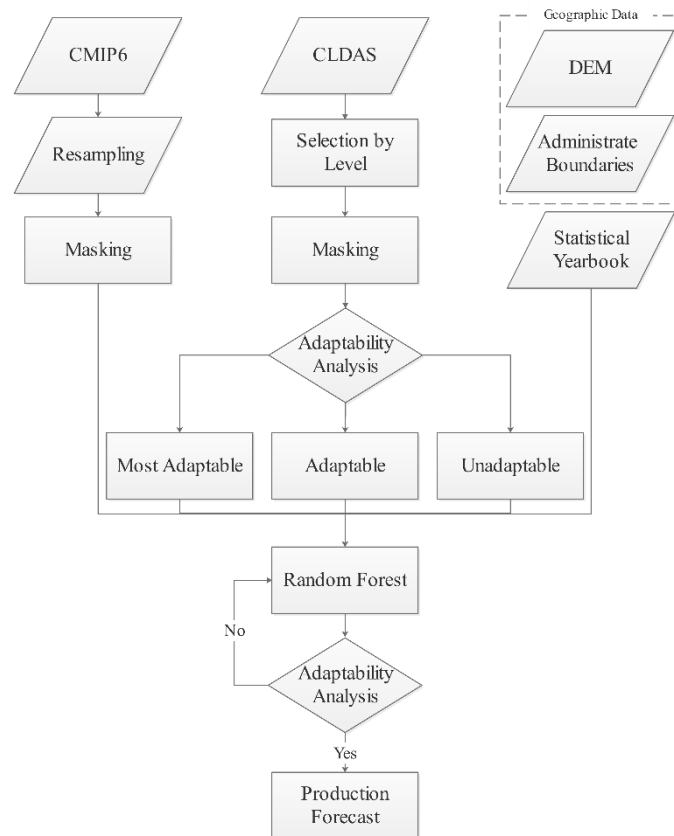 Geographic Data
CMIP6
CLDAS
DEM
Resampling
Selection by
Level
Administrate
Boundaries
Masking
Masking
Statistical
Yearbook
Adaptability
Analysis
Most Adaptable
Adaptable
Unadaptable
Random Forest
No
Adaptability
Analysis
Yes
Production
Forecast